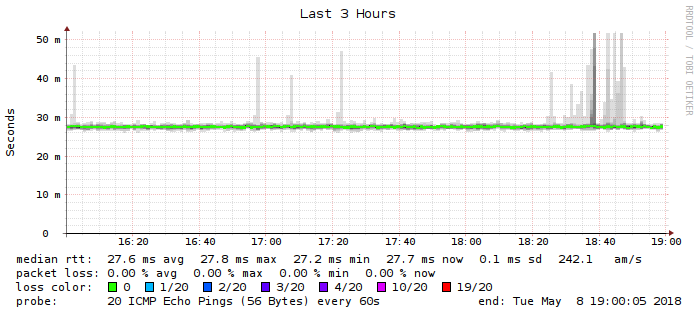 Last 3 Hours
RRDTOOL / TOBI OETIKER
Seconds
50 m
40 m
30 m
20 m
10 m
0
16:20 16:40 17:00 17:20 17:40 18:00 18:20 18:40 19:00
median rtt: 27.6 ms avg 27.8 ms max 27.2 ms min 27.7 ms now 0.1 ms sd 242.1 am/s
packet loss: 0.00 % avg 0.00 % max 0.00 % min 0.00 % now
loss color: 0 1/20 2/20 3/20 4/20 10/20 19/20
probe: 20 ICMP Echo Pings (56 Bytes) every 60s end: Tue May 8 19:00:05 2018